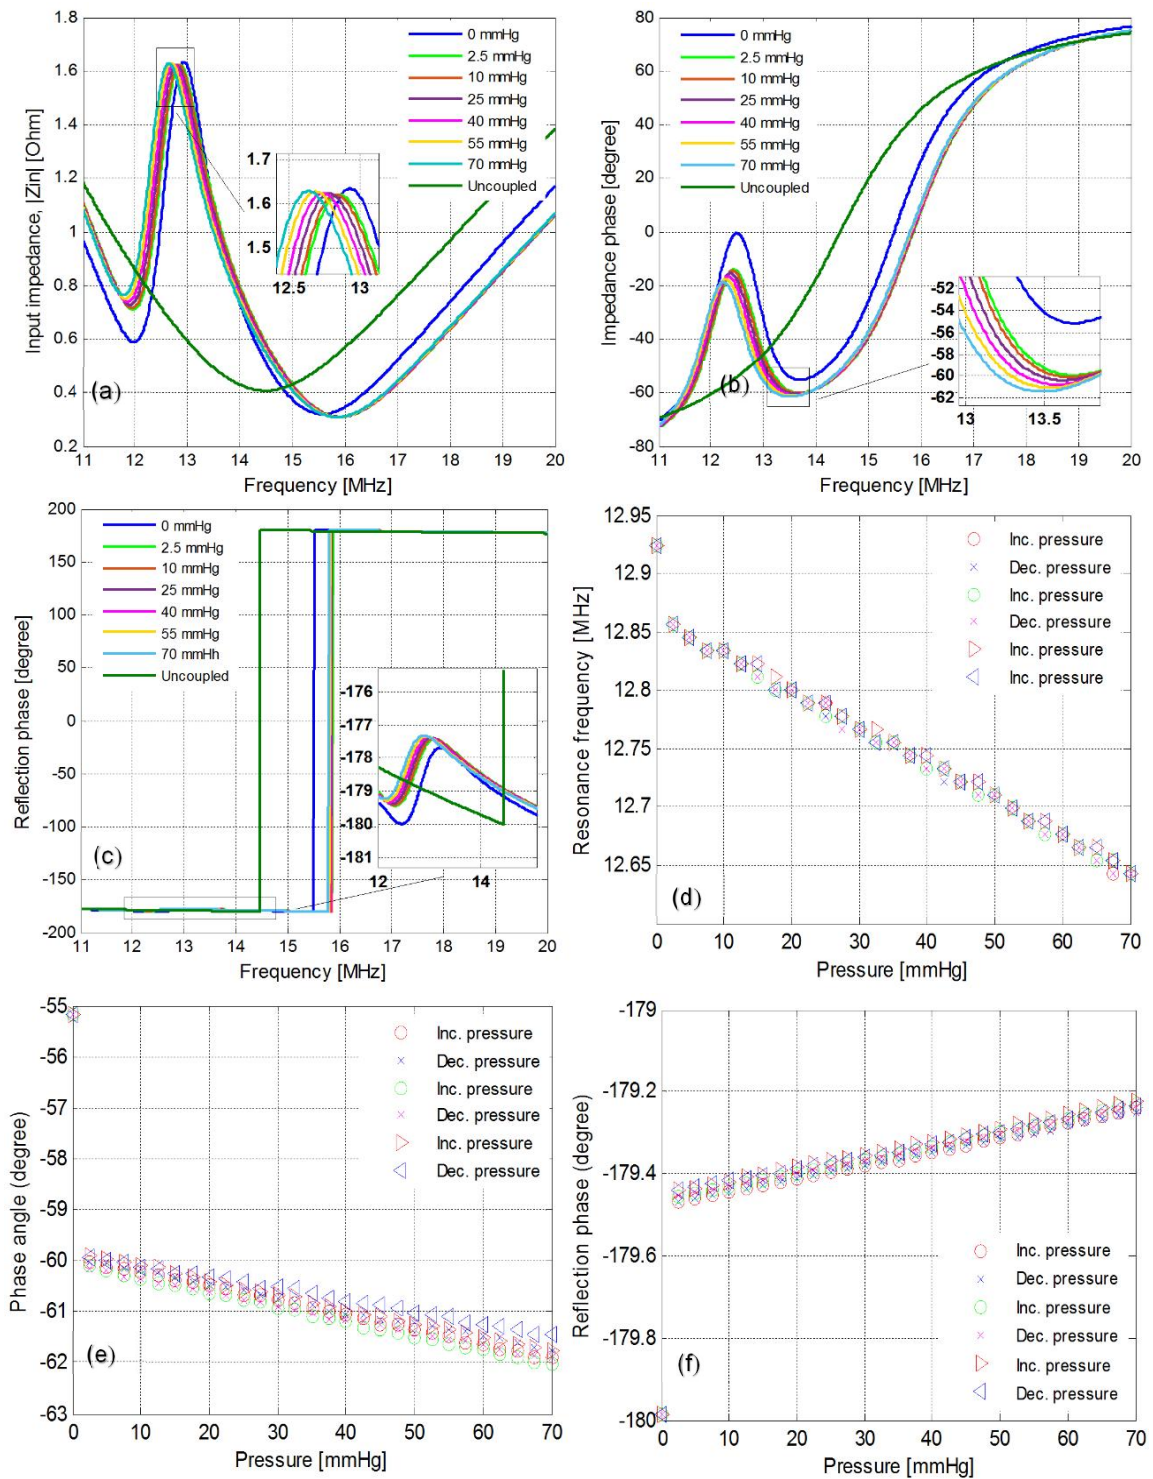 1.8
1.6
1.4
1.2
1
0.8
0.6
0.4
0.2
Input impedance, |Zin| [Ohm]
0 mmHg
2.5 mmHg
10 mmHg
25 mmHg
40 mmHg
55 mmHg
70 mmHg
Uncoupled
1.7
1.6
1.5
12.5 13
(a)
11 12 13 14 15 16 17 18 19 20
Frequency [MHz]
80
60
40
20
0
-20
-40
-60
-80
Impedance phase [degree]
0 mmHg
2.5 mmHg
10 mmHg
25 mmHg
40 mmHg
55 mmHg
70 mmHg
Uncoupled
-52
-54
-56
-58
-60
-62
13 13.5
(b)
11 12 13 14 15 16 17 18 19 20
Frequency [MHz]
200
150
100
50
0
-50
-100
-150
-200
Reflection phase [degree]
0 mmHg
2.5 mmHg
10 mmHg
25 mmHg
40 mmHg
55 mmHg
70 mmHh
Uncoupled
-176
-177
-178
-179
-180
-181
12 14
(c)
11 12 13 14 15 16 17 18 19 20
Frequency [MHz]
12.95
12.9
12.85
12.8
12.75
12.7
12.65
Resonance frequency [MHz]
Inc. pressure
Dec. pressure
Inc. pressure
Dec. pressure
Inc. pressure
Inc. pressure
(d)
0 10 20 30 40 50 60 70
Pressure [mmHg]
-55
-56
-57
-58
-59
-60
-61
-62
-63
Phase angle (degree)
Inc. pressure
Dec. pressure
Inc. pressure
Dec. pressure
Inc. pressure
Dec. pressure
(e)
0 10 20 30 40 50 60 70
Pressure [mmHg]
-179
-179.2
-179.4
-179.6
-179.8
-180
Reflection phase (degree)
(f)
Inc. pressure
Dec. pressure
Inc. pressure
Dec. pressure
Inc. pressure
Dec. pressure
0 10 20 30 40 50 60 70
Pressure [mmHg]